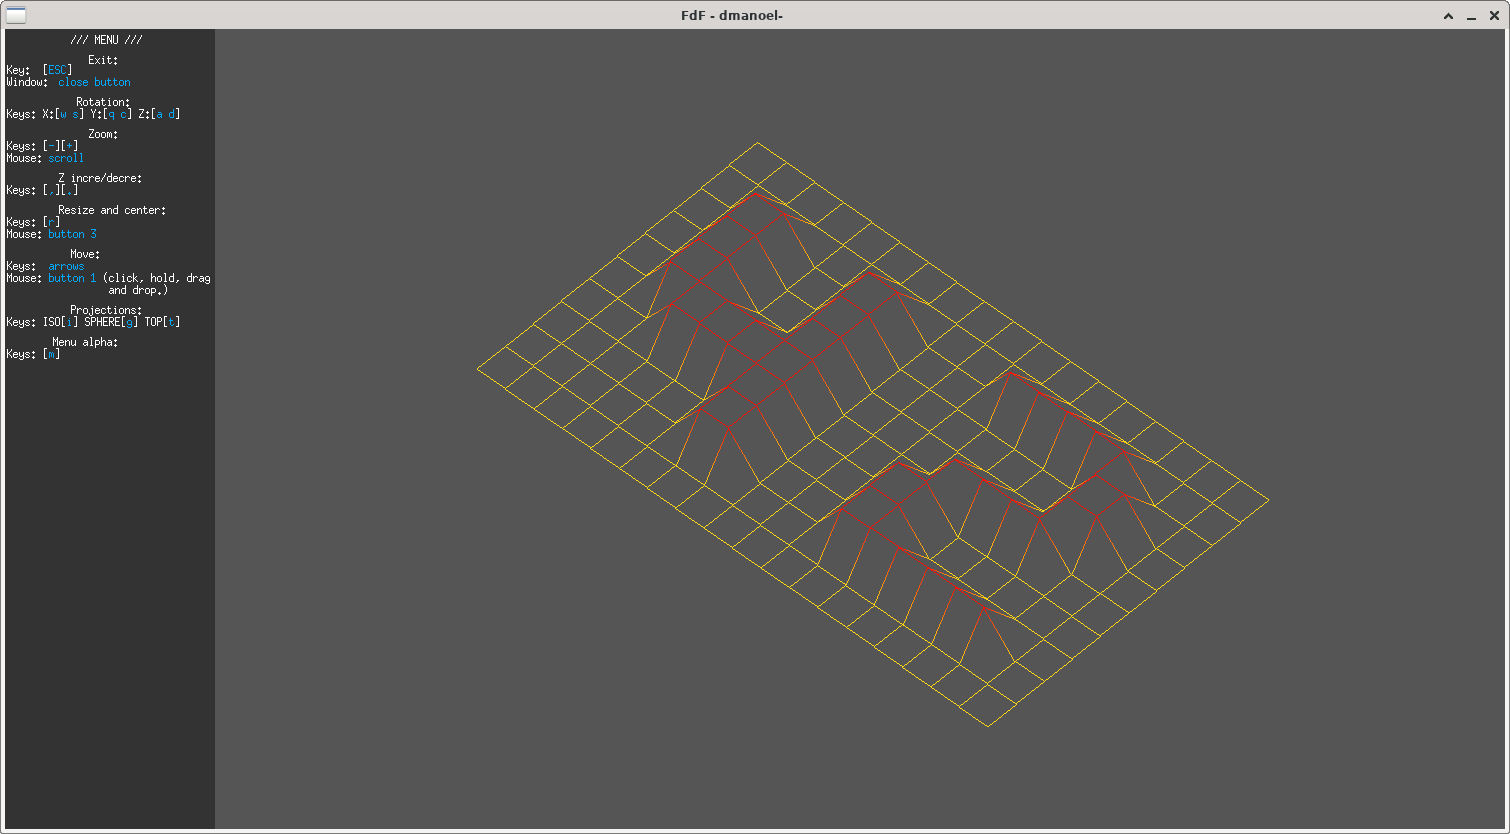 FdF - dmanoel-
/// MENU ///
Exit:
Key: [ESC]
Window: close button
Rotation:
Keys: X:[w s] Y:[q c] Z:[a d]
Zoom:
Keys: [-][+]
Mouse: scroll
Z incre/decre:
Keys: [,][.]
Resize and center:
Keys: [r]
Mouse: button 3
Move:
Keys: arrows
Mouse: button 1 (click, hold, drag
and drop.)
Projections:
Keys: ISO[i] SPHERE[g] TOP[t]
Menu alpha:
Keys: [m]